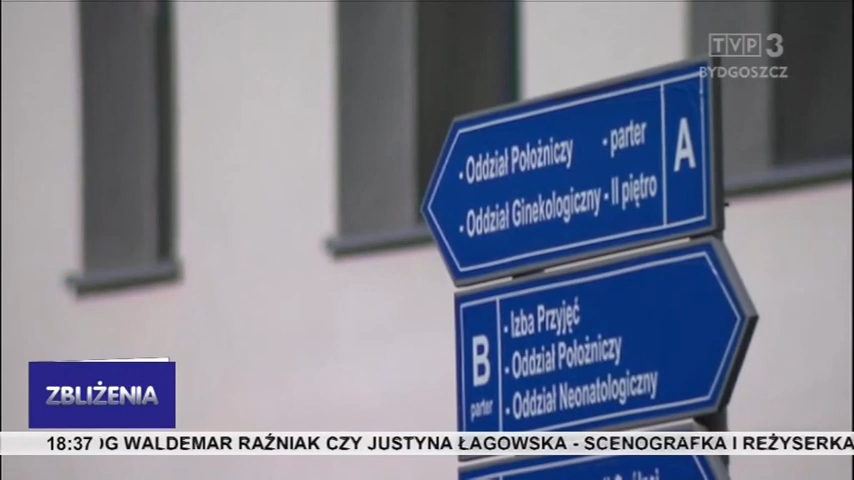 TVP3
BYDGOSZCZ
• Oddział Położniczy • parter
• Oddział Ginekologiczny • II piętro
A
B
parter
• Izba Przyjęć
• Oddział Położniczy
• Oddział Neonatologiczny
ZBLIŻENIA
18:37 OG WALDEMAR RAŹNIAK CZY JUSTYNA ŁAGOWSKA - SCENOGRAFKA I REŻYSERKA